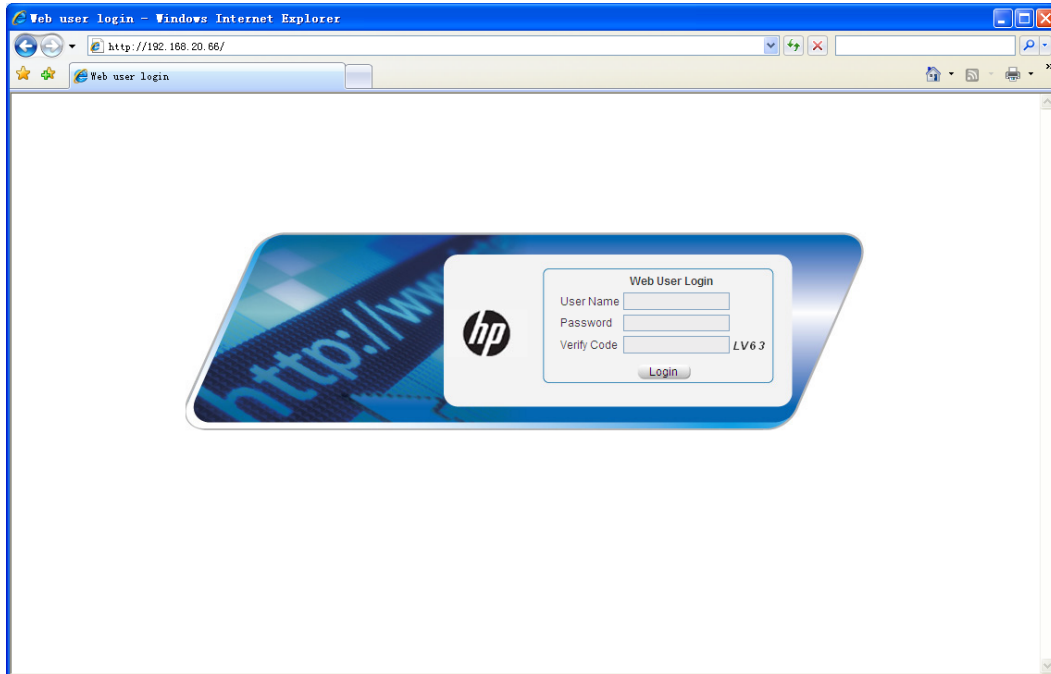 Web user login - Windows Internet Explorer
http://192.168.20.66/
Web user login
http://www
hp
Web User Login
User Name
Password
Verify Code LV63
Login